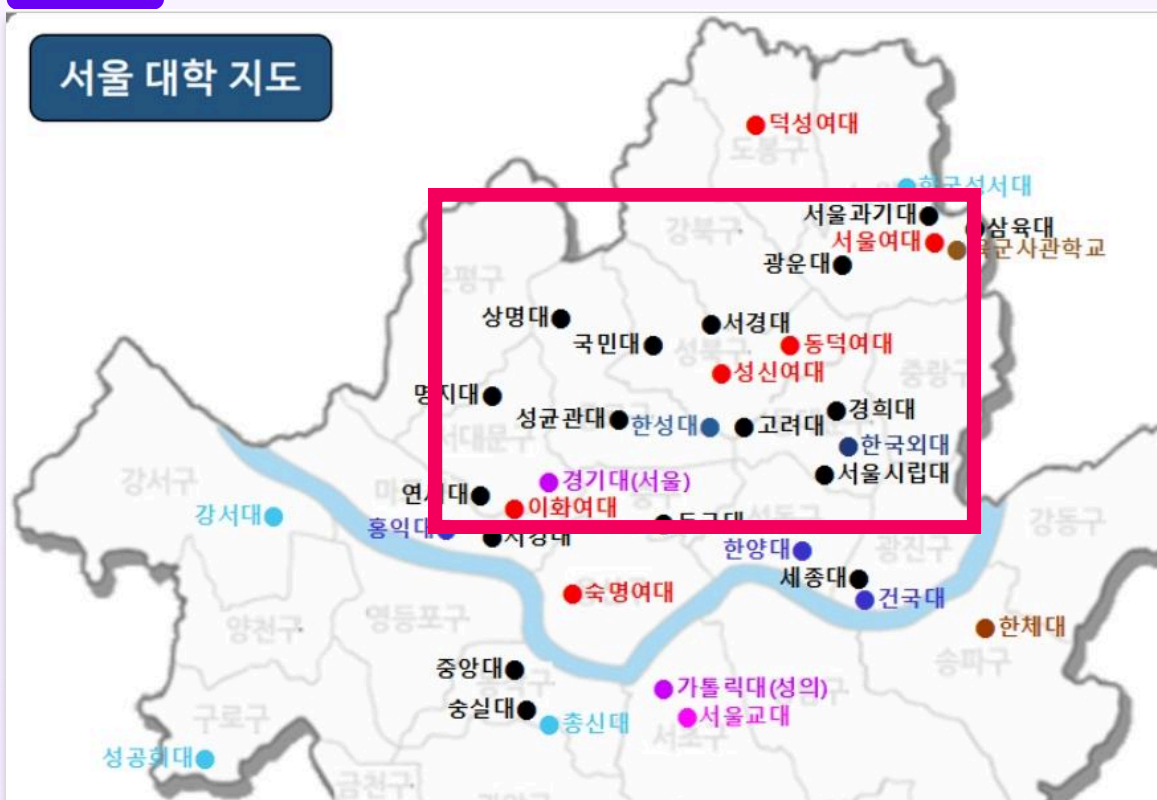 서울 대학 지도
덕성여대
도봉구
한국성서대
서울과기대
삼육대
강북구
서울여대
육군사관학교
광운대
은평구
상명대
서경대
국민대
동덕여대
성북구
성신여대
중랑구
명지대
경희대
성균관대
한성대
고려대
서대문구
한국외대
서울시립대
강서구
경기대(서울)
연세대
이화여대
강서대
홍익대
서강대
강동구
한양대
광진구
세종대
숙명여대
건국대
영등포구
양천구
한체대
송파구
중앙대
가톨릭대(성의)
숭실대
서울교대
총신대
구로구
서초구
성공회대
금천구